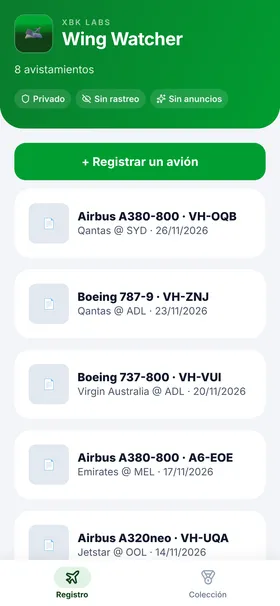 XBK LABS
Wing Watcher
8 avistamientos
Privado
Sin rastreo
Sin anuncios
+ Registrar un avión
Airbus A380-800 · VH-OQB
Qantas @ SYD · 26/11/2026
Boeing 787-9 · VH-ZNJ
Qantas @ ADL · 23/11/2026
Boeing 737-800 · VH-VUI
Virgin Australia @ ADL · 20/11/2026
Airbus A380-800 · A6-EOE
Emirates @ MEL · 17/11/2026
Airbus A320neo · VH-UQA
Jetstar @ OOL · 14/11/2026
Registro
Colección